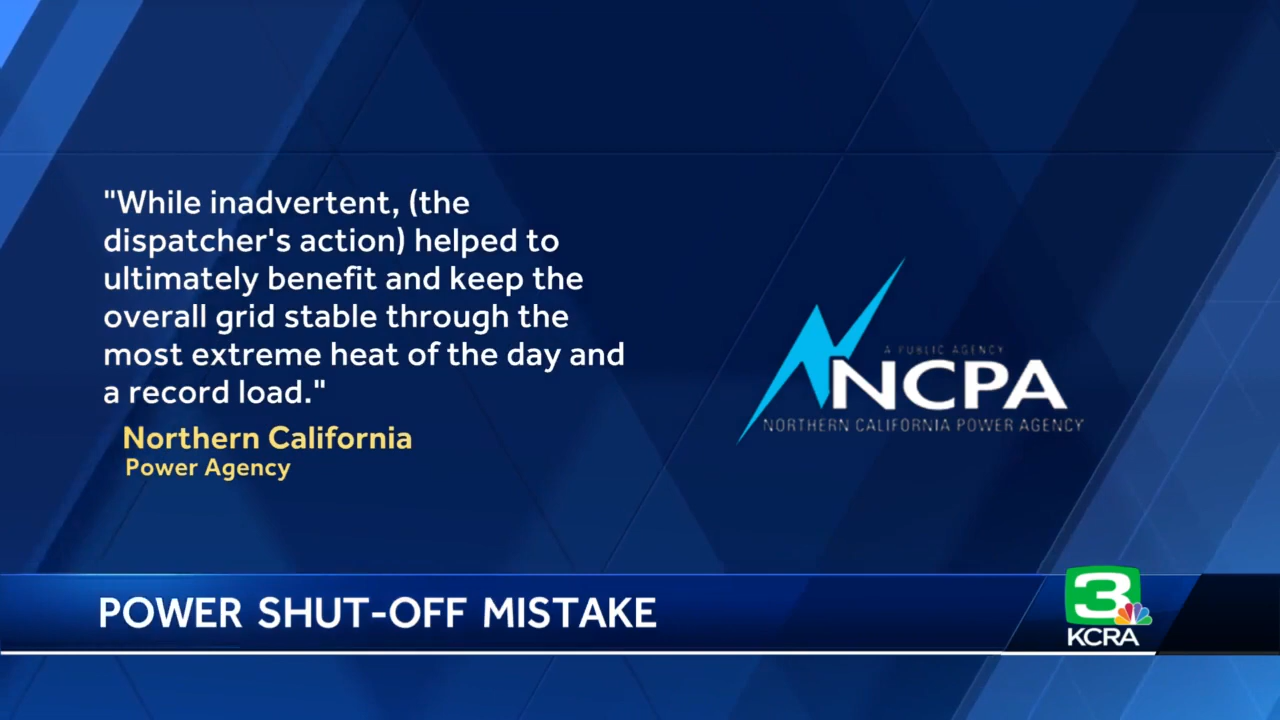 "While inadvertent, (the
dispatcher's action) helped to
ultimately benefit and keep the
overall grid stable through the
most extreme heat of the day and
a record load."
Northern California
Power Agency
A PUBLIC AGENCY
NCPA
NORTHERN CALIFORNIA POWER AGENCY
POWER SHUT-OFF MISTAKE
3
KCRA